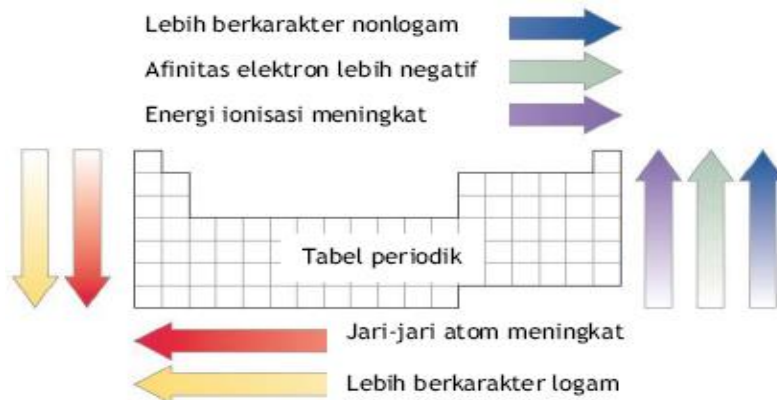 Lebih berkarakter nonlogam
Afinitas elektron lebih negatif
Energi ionisasi meningkat
Tabel periodik
Jari-jari atom meningkat
Lebih berkarakter logam